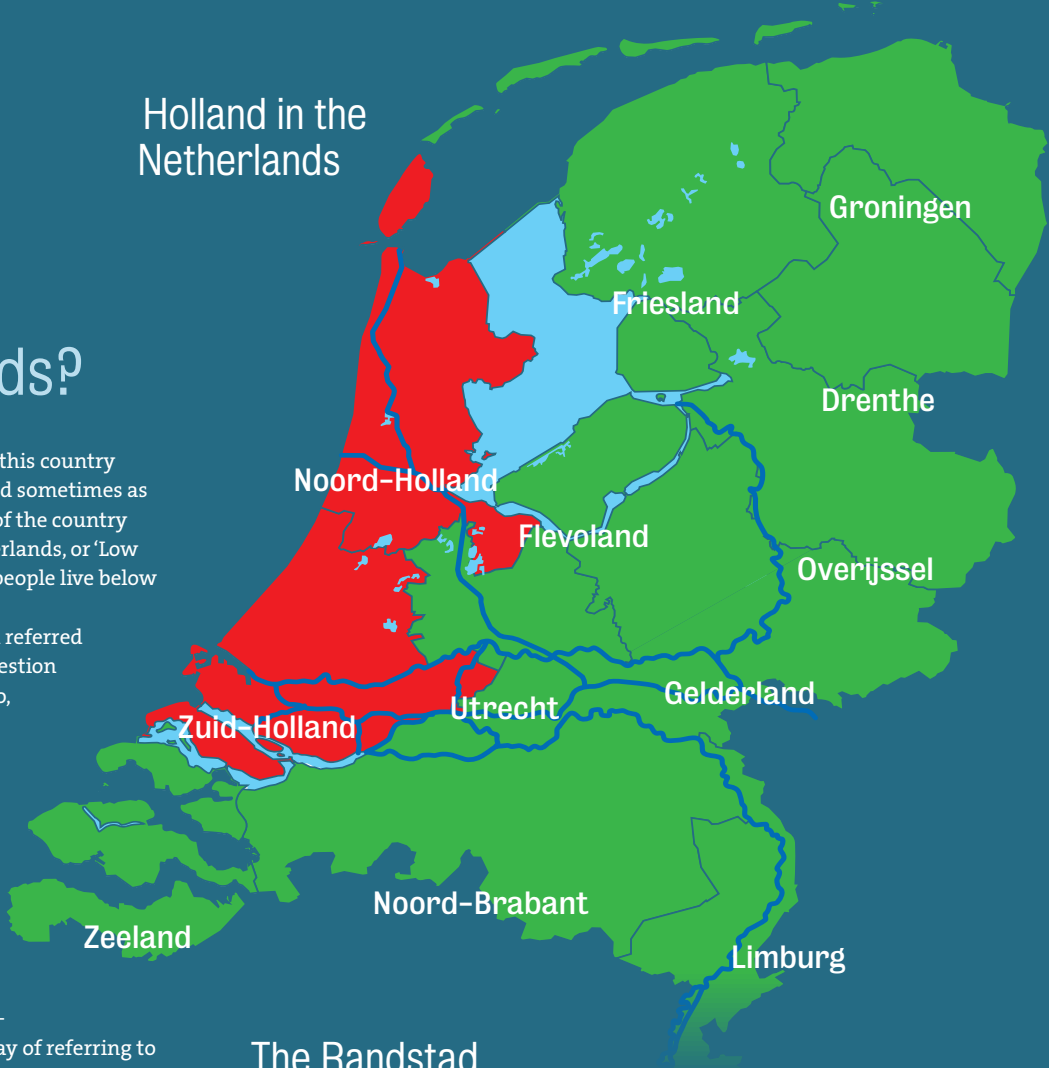 Holland in the
Netherlands
ds?
this country
d sometimes as
of the country
erlands, or ‘Low
people live below
referred
estion
o,
ay of referring to
Groningen
Friesland
Drenthe
Noord-Holland
Flevoland
Overijssel
Gelderland
Utrecht
Zuid-Holland
Noord-Brabant
Zeeland
Limburg
The Randstad